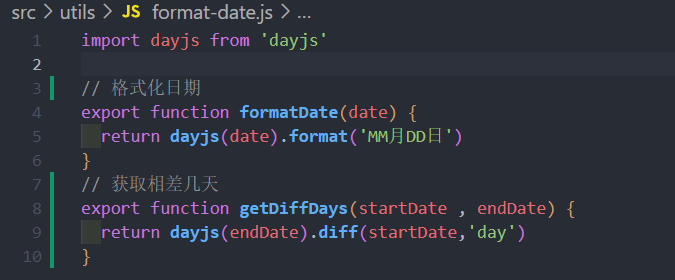 src > utils > JS format-date.js > ...
1 import dayjs from 'dayjs'
2
3 // 格式化日期
4 export function formatDate(date) {
5 return dayjs(date).format('MM月DD日')
6 }
7 // 获取相差几天
8 export function getDiffDays(startDate , endDate) {
9 return dayjs(endDate).diff(startDate,'day')
10 }